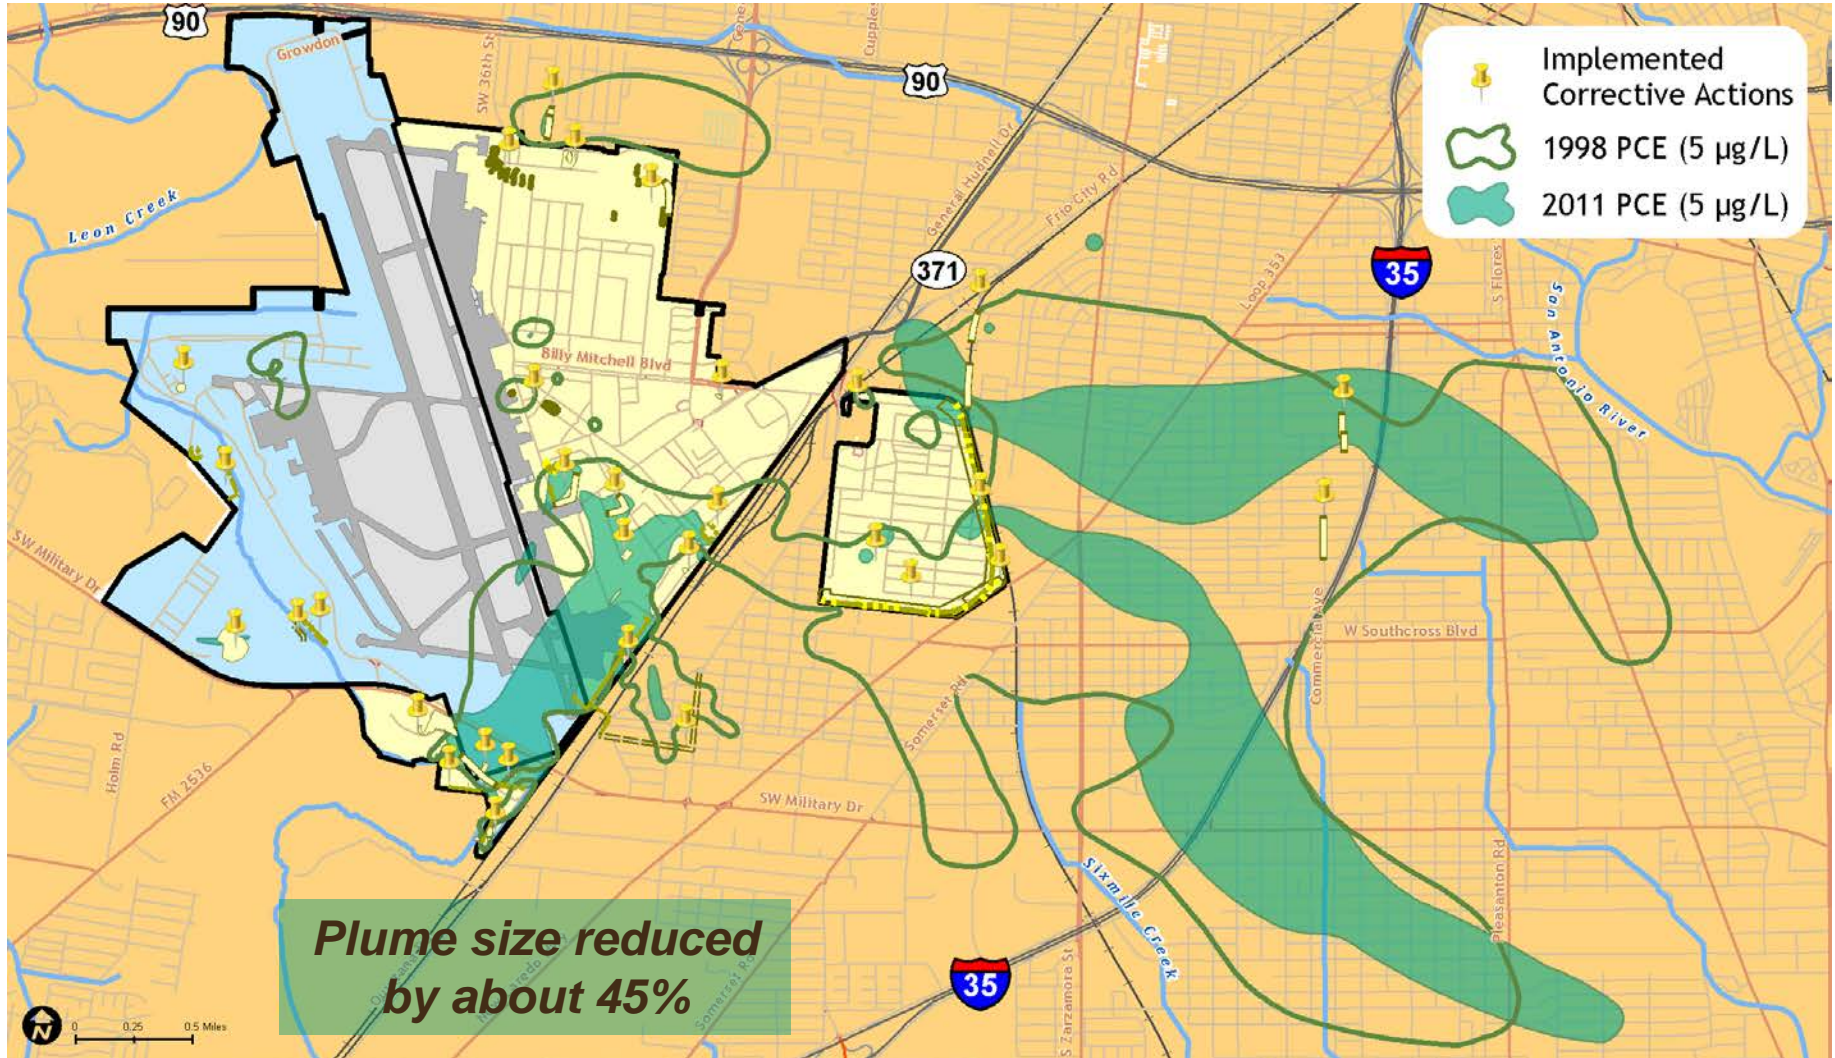 90
Growdon
SW 36th St
Cupples
90
Implemented
Corrective Actions
1998 PCE (5 µg/L)
2011 PCE (5 µg/L)
General Hudnell Dr
Frio City Rd
Leon Creek
371
35
Loop 353
S Flores
San Antonio River
Billy Mitchell Blvd
SW Military Dr
Commercial Ave
W Southcross Blvd
Somerset Rd
Holm Rd
FM 2536
SW Military Dr
Pleasanton Rd
Sixmile Creek
Plume size reduced
by about 45%
35
S Zarzamora St
N
0 0.25 0.5 Miles